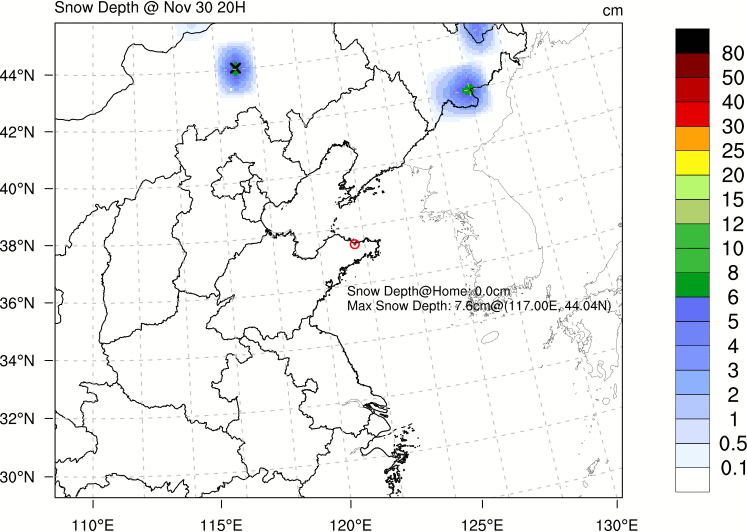 Snow Depth @ Nov 30 20H
cm
80
50
40
30
25
20
15
12
10
8
6
5
4
3
2
1
0.5
0.1
44°N
42°N
40°N
38°N
36°N
34°N
32°N
30°N
Snow Depth@Home: 0.0cm
Max Snow Depth: 7.6cm@(117.00E, 44.04N)
110°E
115°E
120°E
125°E
130°E